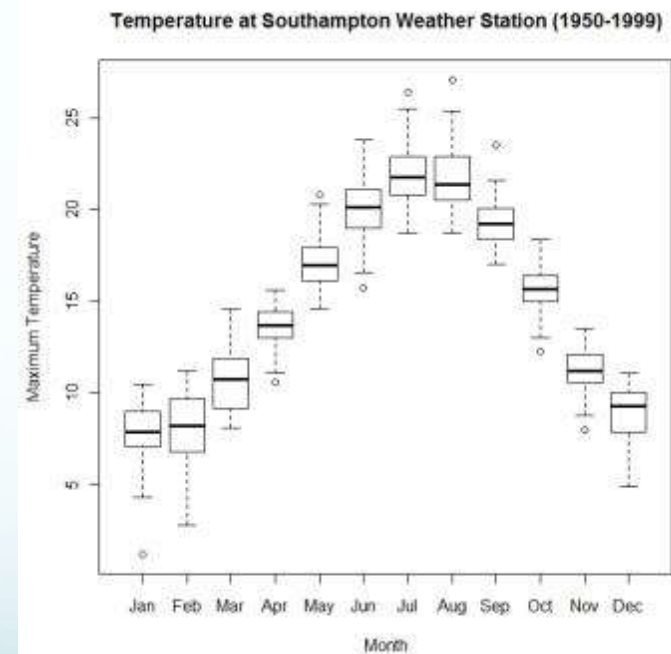 Temperature at Southampton Weather Station (1950-1999)
Maximum Temperature
25
20
15
10
5
Jan Feb Mar Apr May Jun Jul Aug Sep Oct Nov Dec
Month